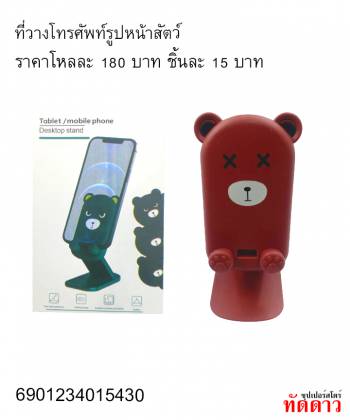 ที่วางโทรศัพท์รูปหน้าสัตว์
ราคาโหลละ 180 บาท ชิ้นละ 15 บาท
Tablet/mobile phone
Desktop stand
6901234015430
ซุปเปอร์สโตร์
ทัดดาว